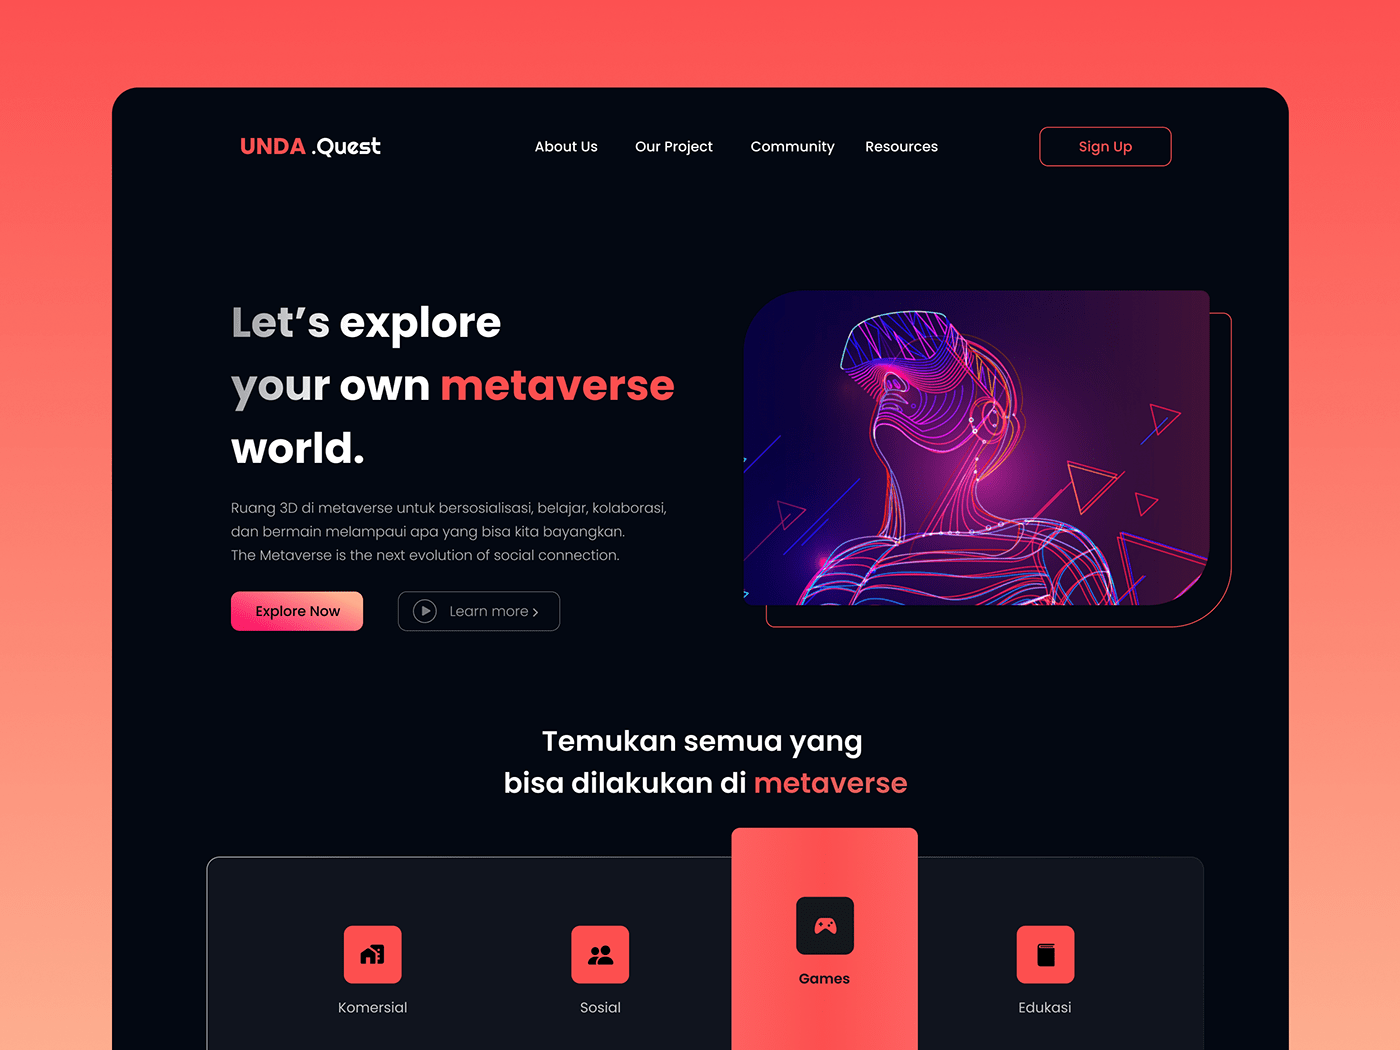 UNDA .Quest
About Us
Our Project
Community
Resources
Sign Up
Let’s explore
your own metaverse
world.
Ruang 3D di metaverse untuk bersosialisasi, belajar, kolaborasi,
dan bermain melampaui apa yang bisa kita bayangkan.
The Metaverse is the next evolution of social connection.
Explore Now
Learn more ›
Temukan semua yang
bisa dilakukan di metaverse
Komersial
Sosial
Games
Edukasi